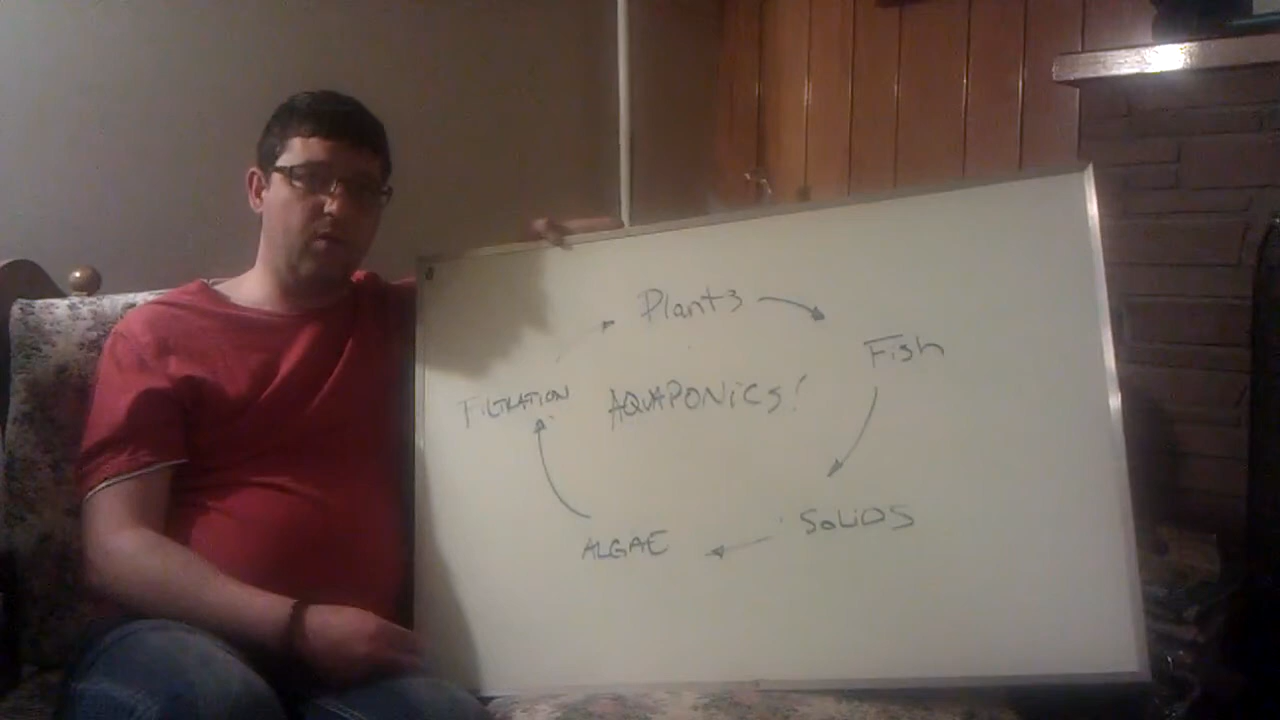 Plants
Fish
FILTRATION
AQUAPONiCS!
SoLiDS
ALGAE